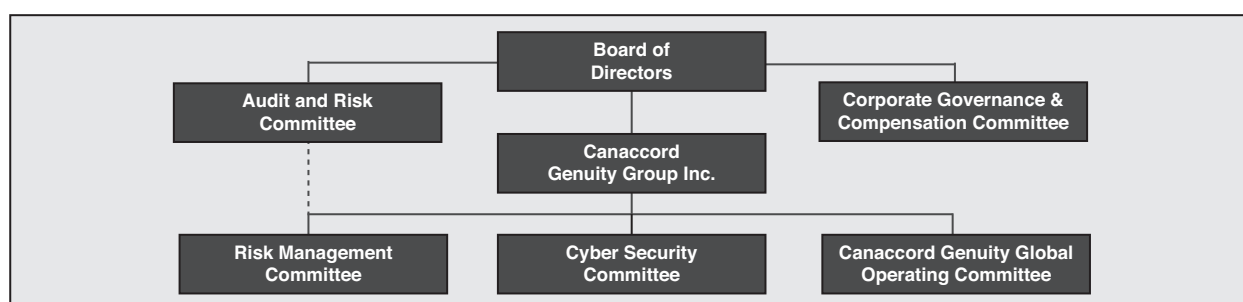 Board of
Directors
Audit and Risk
Committee
Corporate Governance &
Compensation Committee
Canaccord
Genuity Group Inc.
Risk Management
Committee
Cyber Security
Committee
Canaccord Genuity Global
Operating Committee